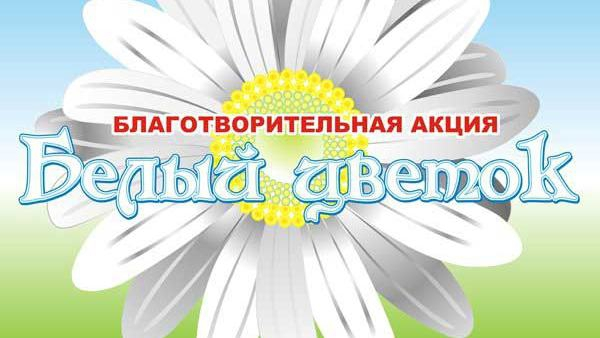 БЛАГОТВОРИТЕЛЬНАЯ АКЦИЯ
Белый цветок